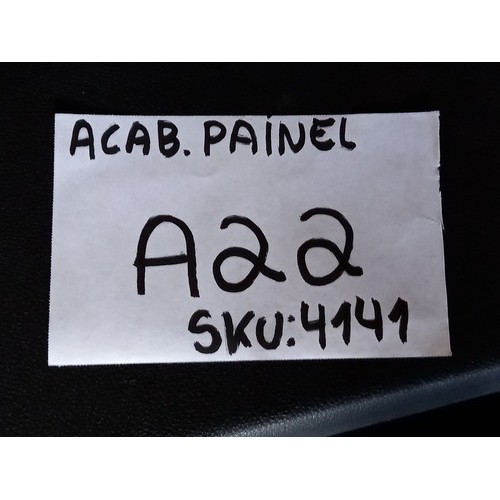 ACAB. PAINEL
A22
SKU:4141